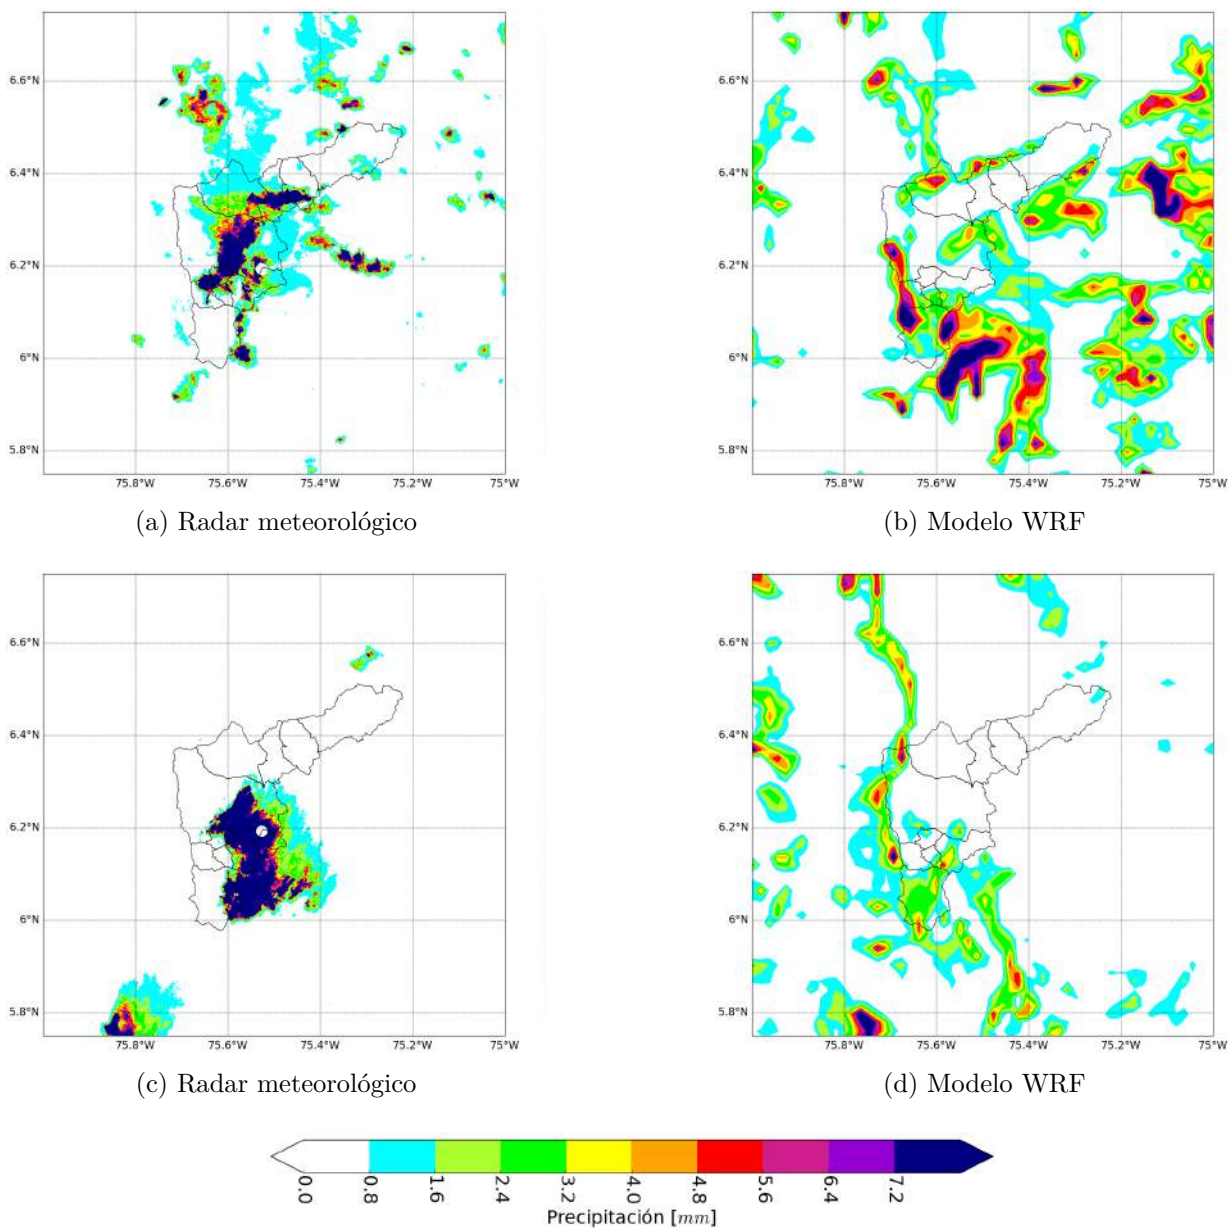 6.6°N
6.4°N
6.2°N
6°N
5.8°N
75.8°W 75.6°W 75.4°W 75.2°W 75°W
(a) Radar meteorológico
6.6°N
6.4°N
6.2°N
6°N
5.8°N
75.8°W 75.6°W 75.4°W 75.2°W 75°W
(b) Modelo WRF
6.6°N
6.4°N
6.2°N
6°N
5.8°N
75.8°W 75.6°W 75.4°W 75.2°W 75°W
(c) Radar meteorológico
6.6°N
6.4°N
6.2°N
6°N
5.8°N
75.8°W 75.6°W 75.4°W 75.2°W 75°W
(d) Modelo WRF
0.0 0.8 1.6 2.4 3.2 4.0 4.8 5.6 6.4 7.2
Precipitación [mm]